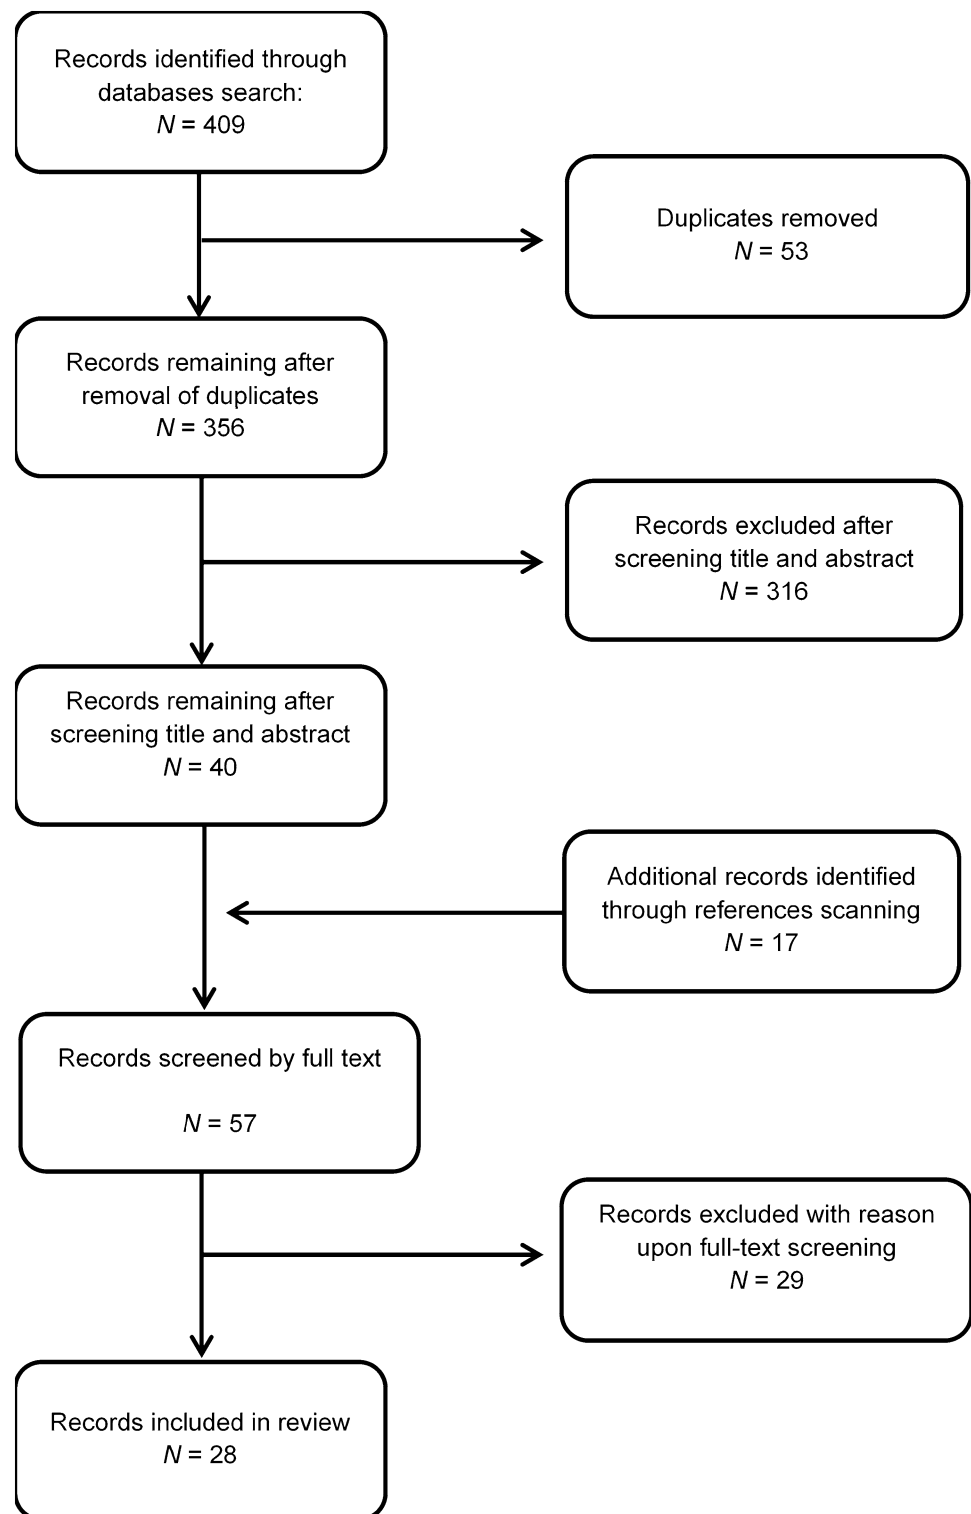 Records identified through
databases search:
N = 409
Duplicates removed
N = 53
Records remaining after
removal of duplicates
N = 356
Records excluded after
screening title and abstract
N = 316
Records remaining after
screening title and abstract
N = 40
Additional records identified
through references scanning
N = 17
Records screened by full text
N = 57
Records excluded with reason
upon full-text screening
N = 29
Records included in review
N = 28